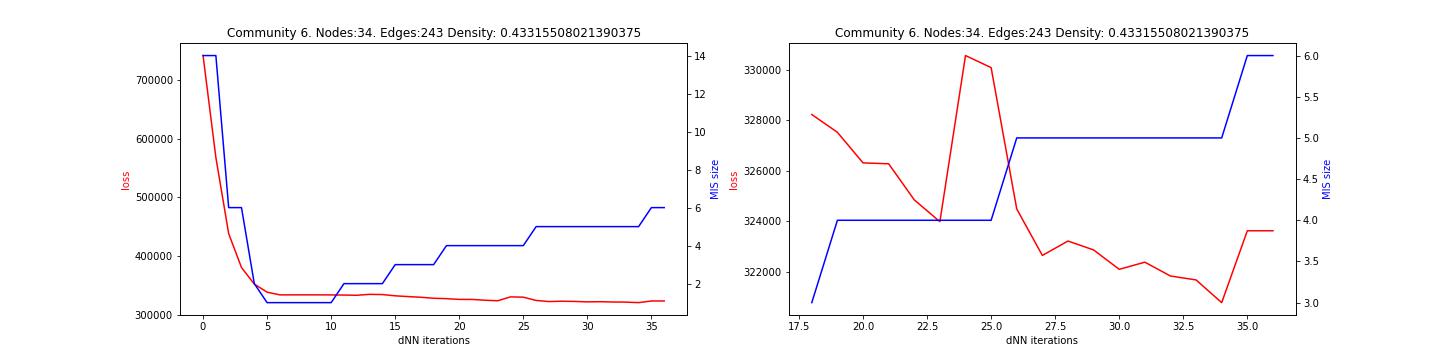 Community 6. Nodes:34. Edges:243 Density: 0.43315508021390375
700000
600000
500000
400000
300000
loss
14
12
10
8
6
4
2
MIS size
0 5 10 15 20 25 30 35
dNN iterations
Community 6. Nodes:34. Edges:243 Density: 0.43315508021390375
330000
328000
326000
324000
322000
loss
6.0
5.5
5.0
4.5
4.0
3.5
3.0
MIS size
17.5 20.0 22.5 25.0 27.5 30.0 32.5 35.0
dNN iterations